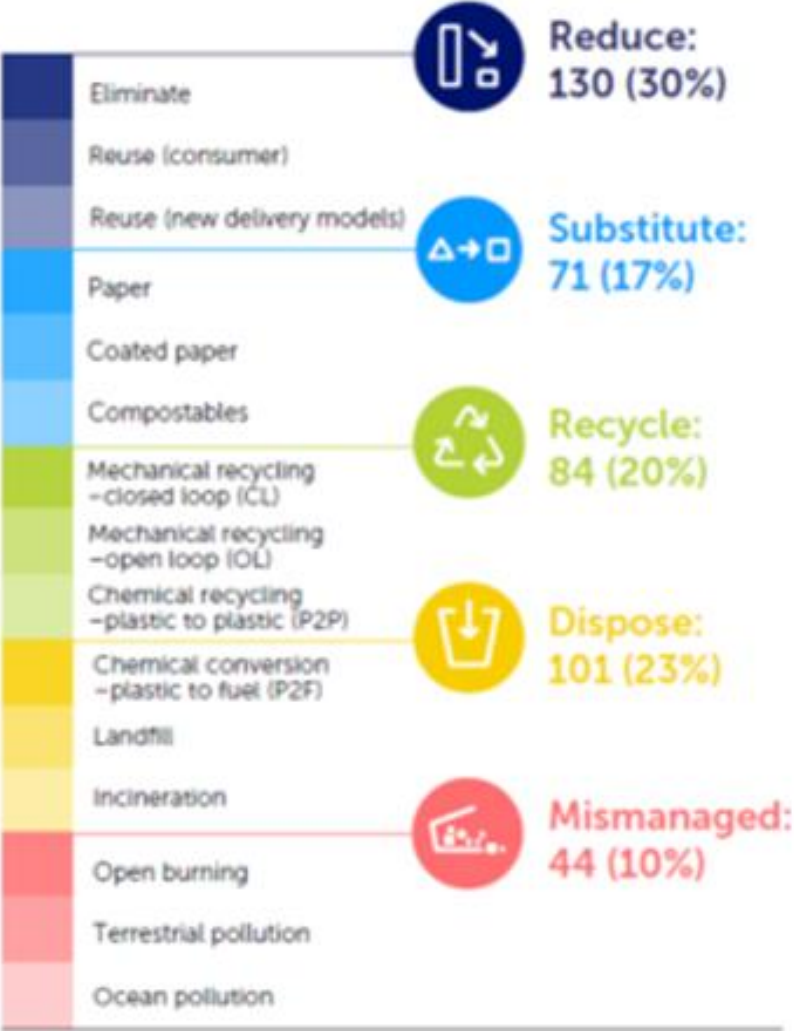 Reduce:
130 (30%)
Eliminate
Reuse (consumer)
Reuse (new delivery models)
Substitute:
71 (17%)
Paper
Coated paper
Compostables
Recycle:
84 (20%)
Mechanical recycling
–closed loop (CL)
Mechanical recycling
–open loop (OL)
Chemical recycling
–plastic to plastic (P2P)
Dispose:
101 (23%)
Chemical conversion
–plastic to fuel (P2F)
Landfill
Incineration
Mismanaged:
44 (10%)
Open burning
Terrestrial pollution
Ocean pollution